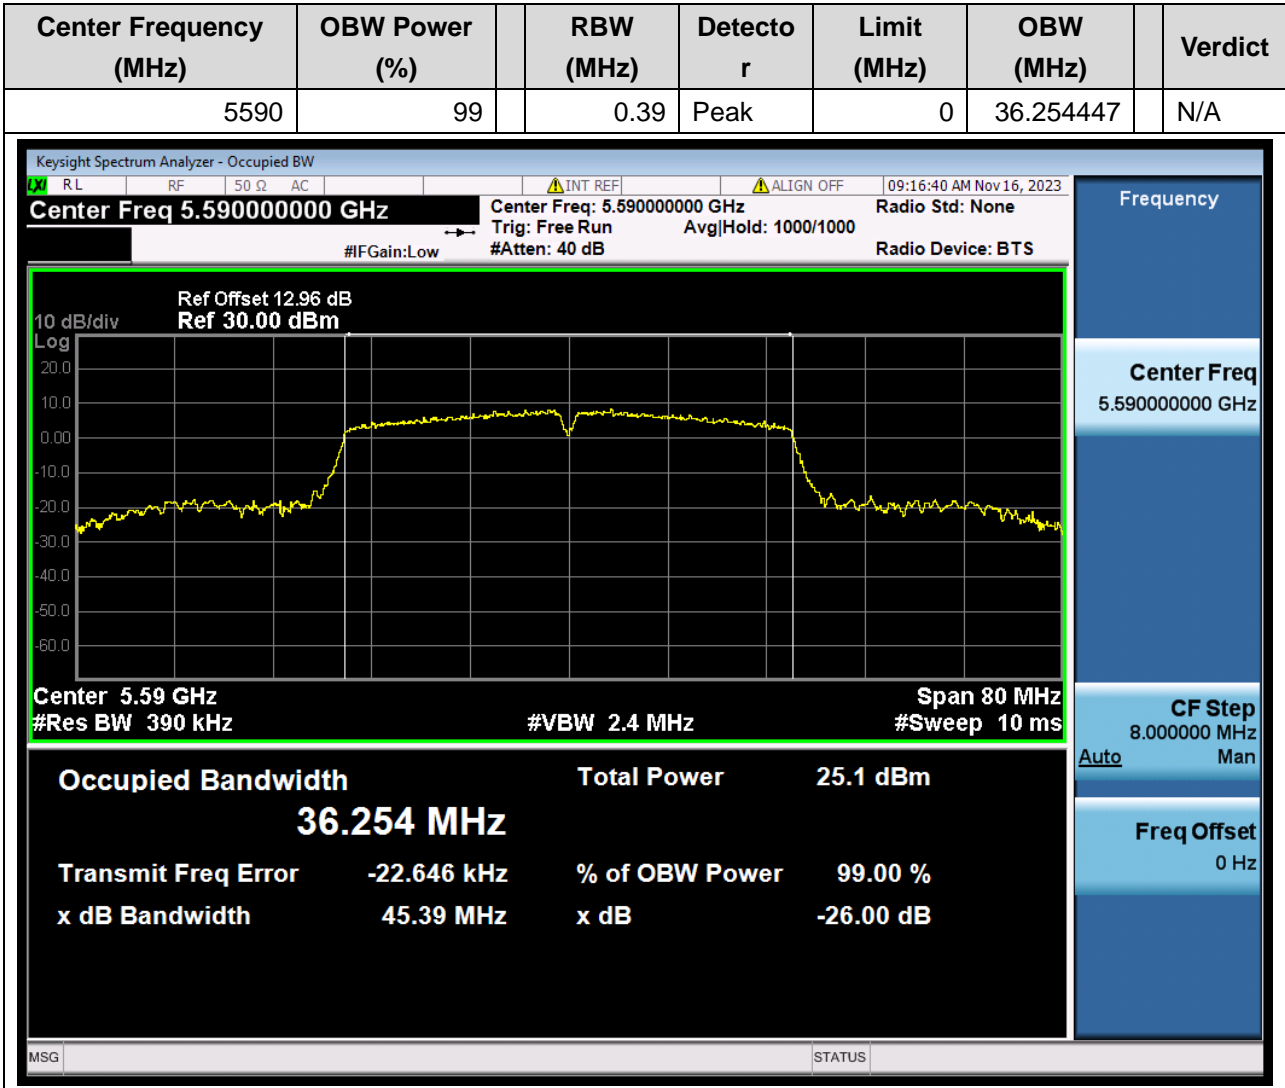 Center Frequency (MHz) OBW Power (%) RBW (MHz) Detector Limit (MHz) OBW (MHz) Verdict
5590 99 0.39 Peak 0 36.254447 N/A
Keysight Spectrum Analyzer - Occupied BW
LXI RL RF 50 Ω AC INT REF ALIGN OFF 09:16:40 AM Nov 16, 2023
Center Freq 5.590000000 GHz
Center Freq: 5.590000000 GHz Radio Std: None
Trig: Free Run Avg|Hold: 1000/1000
#IFGain:Low #Atten: 40 dB Radio Device: BTS
Ref Offset 12.96 dB
10 dB/div Ref 30.00 dBm
Log
20.0
10.0
0.00
-10.0
-20.0
-30.0
-40.0
-50.0
-60.0
Center 5.59 GHz Span 80 MHz
#Res BW 390 kHz #VBW 2.4 MHz #Sweep 10 ms
Occupied Bandwidth Total Power 25.1 dBm
36.254 MHz
Transmit Freq Error -22.646 kHz % of OBW Power 99.00 %
x dB Bandwidth 45.39 MHz x dB -26.00 dB
Frequency
Center Freq
5.590000000 GHz
CF Step
8.000000 MHz
Auto Man
Freq Offset
0 Hz
MSG STATUS